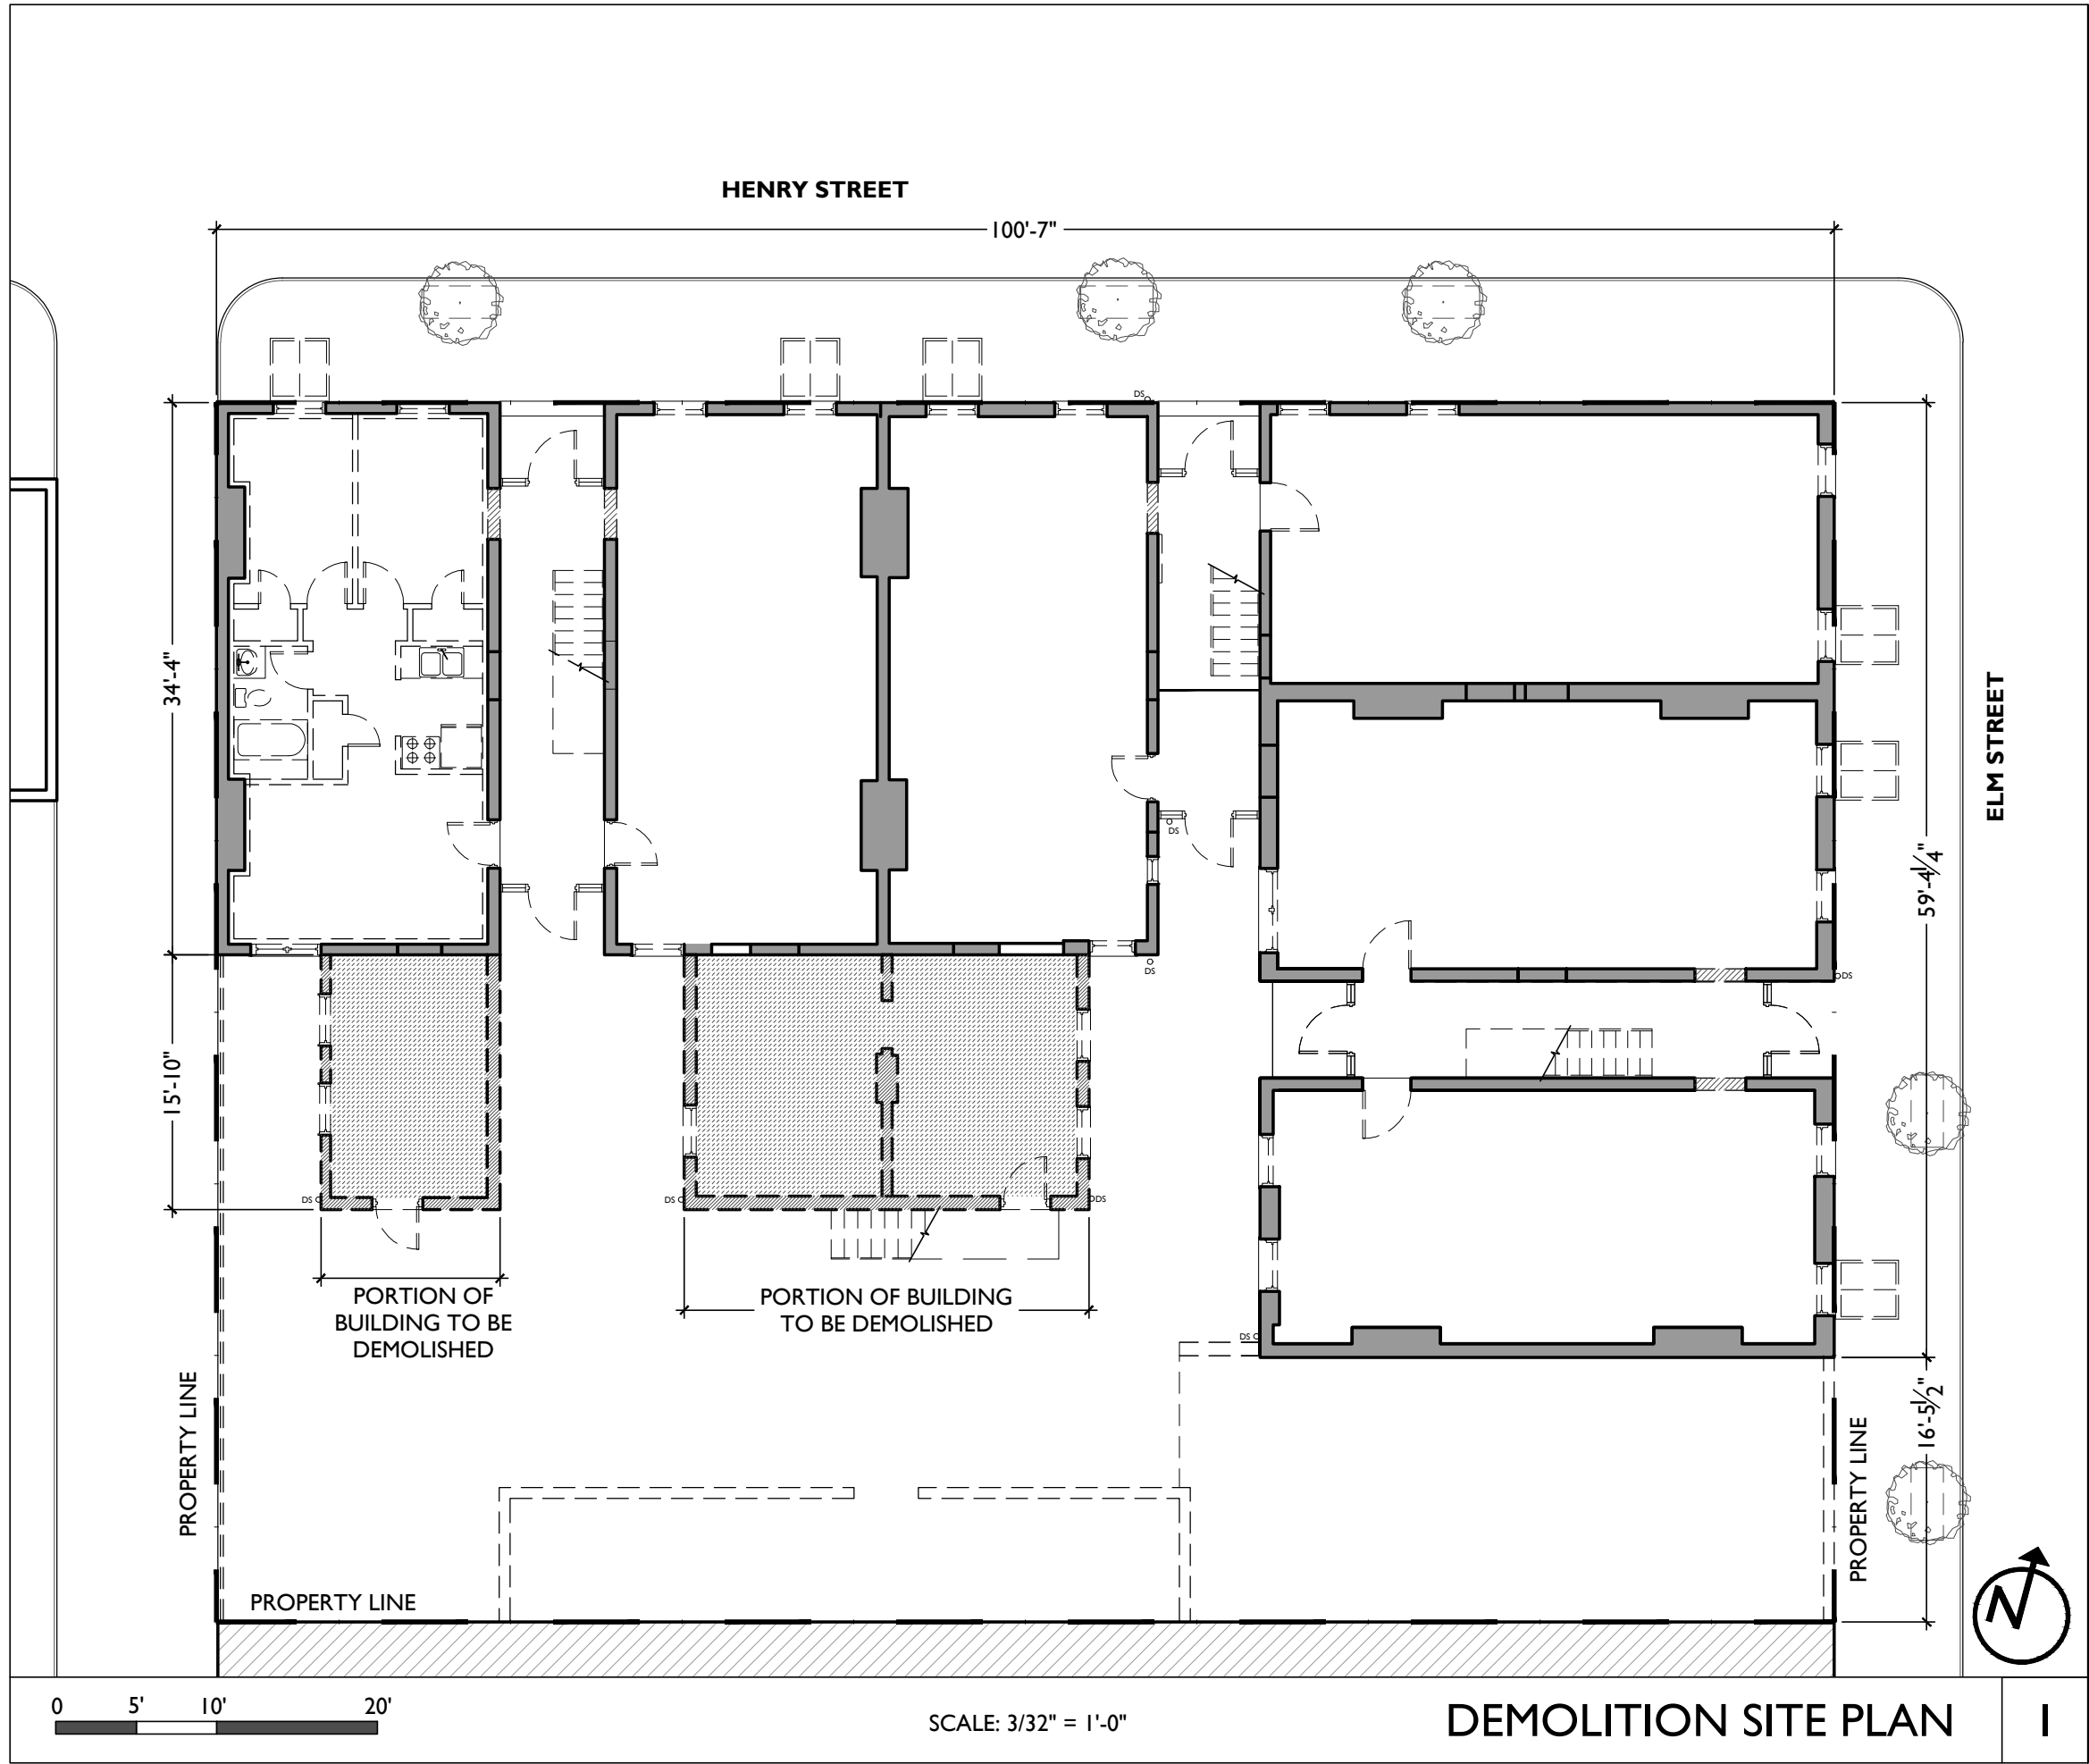 HENRY STREET
100'-7"
DS
34'-4"
ELM STREET
DS
59'-4 1/4"
DS
DS
15'-10"
DS
DS
DS
PORTION OF
BUILDING TO BE
DEMOLISHED
PORTION OF BUILDING
TO BE DEMOLISHED
DS
PROPERTY LINE
16'-5 1/2"
PROPERTY LINE
PROPERTY LINE
N
0 5' 10' 20'
SCALE: 3/32" = 1'-0"
DEMOLITION SITE PLAN
1